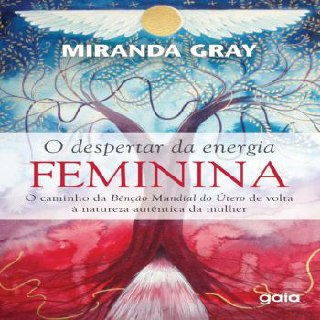 MIRANDA GRAY
O despertar da energia
FEMININA
O caminho da Bênção Mundial do Útero de volta
à natureza autêntica da mulher
gaia